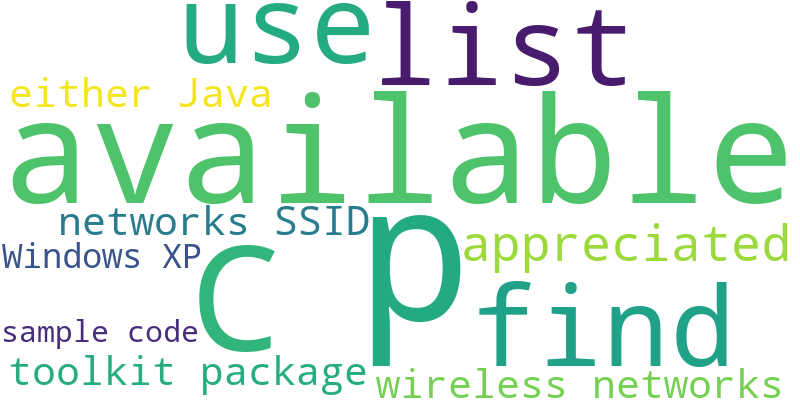 use
list
either Java
available
networks SSID
p
appreciated
Windows XP
C
find
sample code
toolkit package
wireless networks